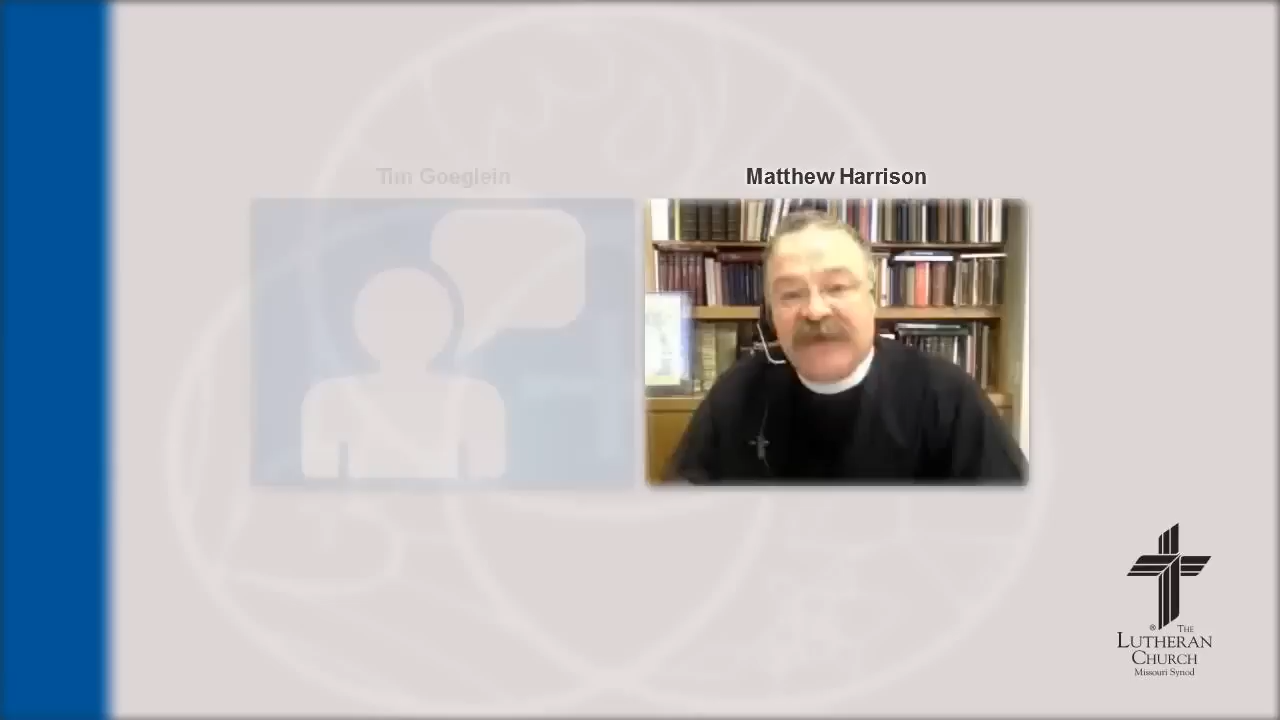 Tim Goeglein
Matthew Harrison
® THE
LUTHERAN
CHURCH
Missouri Synod